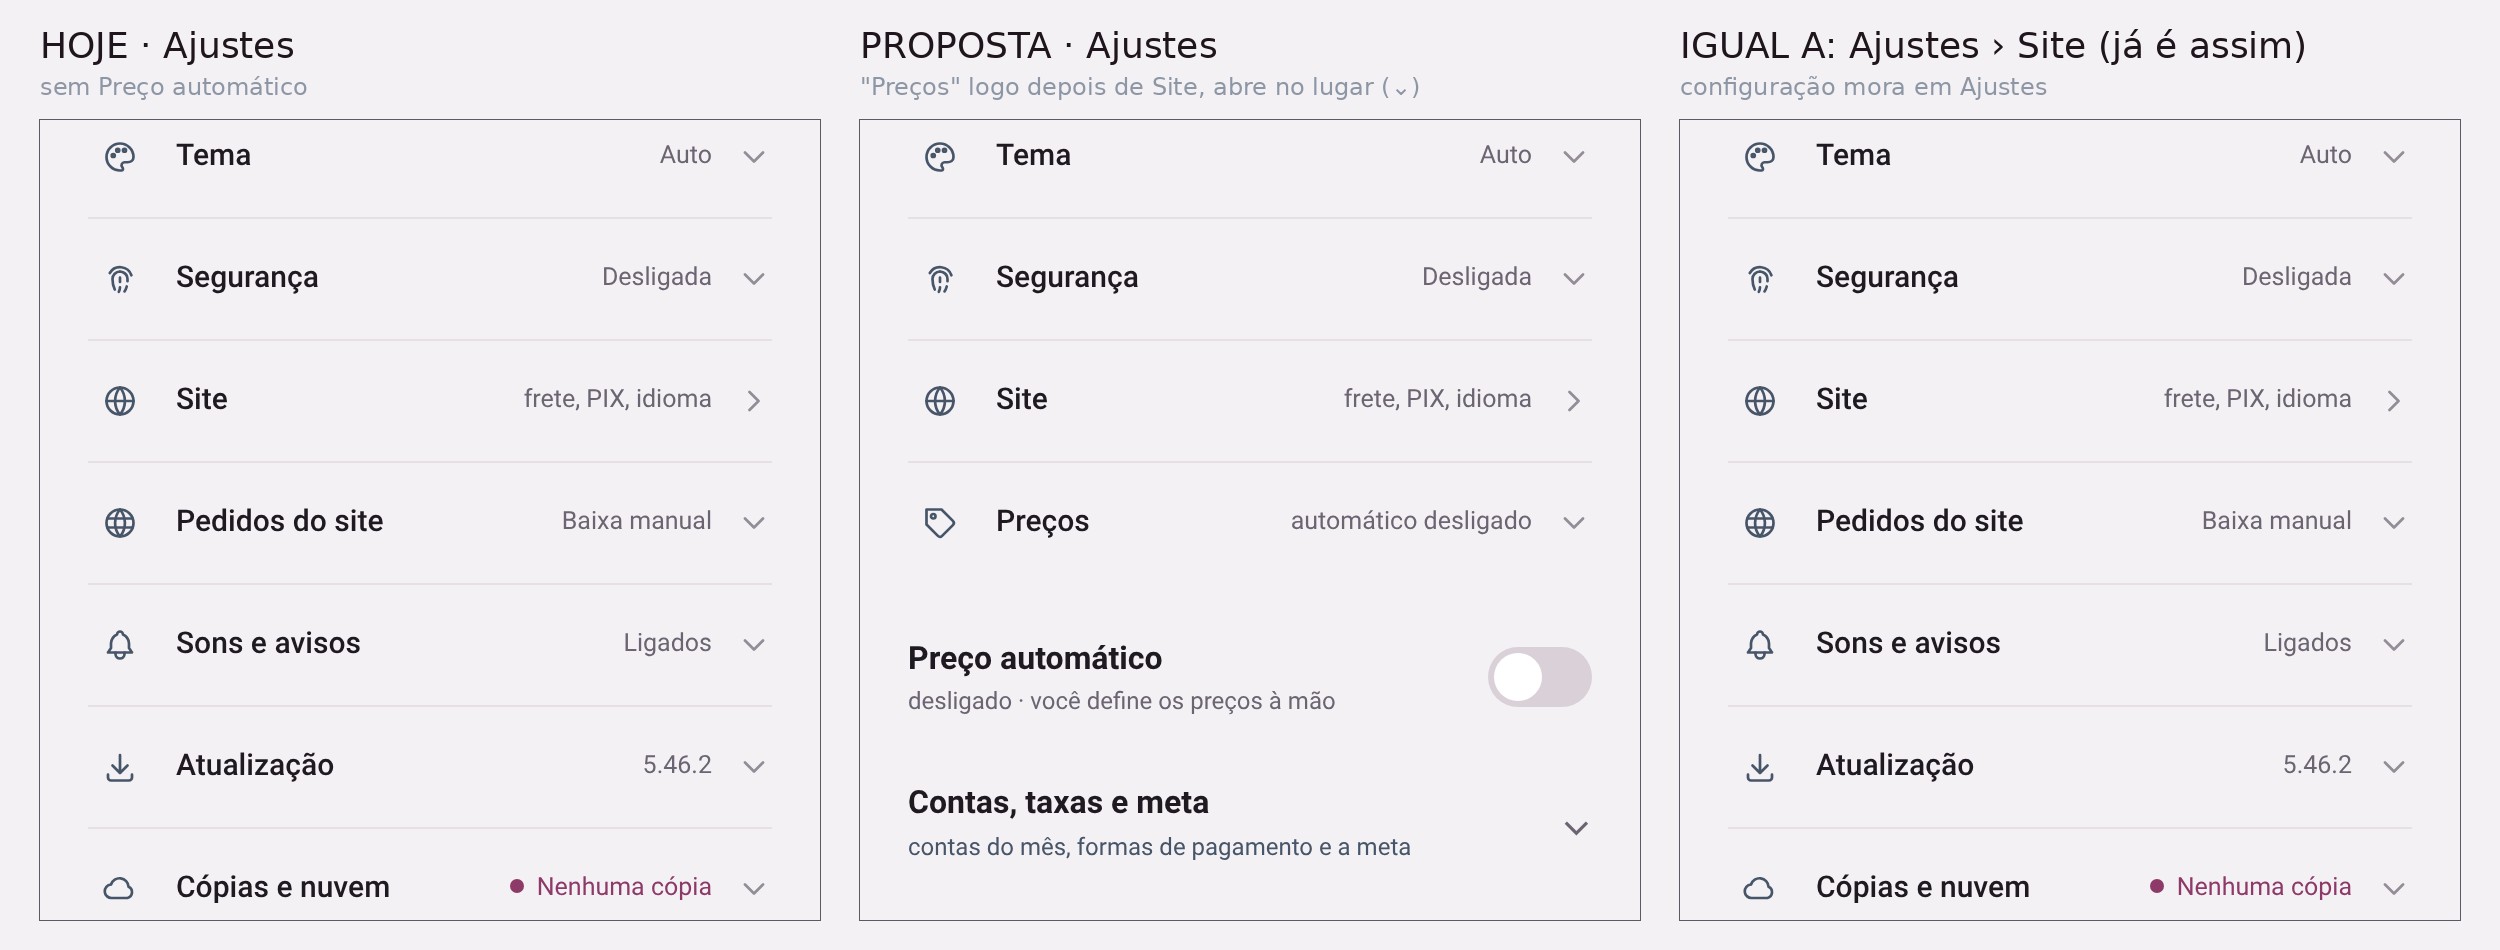 HOJE · Ajustes
sem Preço automático
Tema Auto
Segurança Desligada
Site frete, PIX, idioma
Pedidos do site Baixa manual
Sons e avisos Ligados
Atualização 5.46.2
Cópias e nuvem Nenhuma cópia
PROPOSTA · Ajustes
"Preços" logo depois de Site, abre no lugar (⌄)
Tema Auto
Segurança Desligada
Site frete, PIX, idioma
Preços automático desligado
Preço automático
desligado · você define os preços à mão
Contas, taxas e meta
contas do mês, formas de pagamento e a meta
IGUAL A: Ajustes › Site (já é assim)
configuração mora em Ajustes
Tema Auto
Segurança Desligada
Site frete, PIX, idioma
Pedidos do site Baixa manual
Sons e avisos Ligados
Atualização 5.46.2
Cópias e nuvem Nenhuma cópia